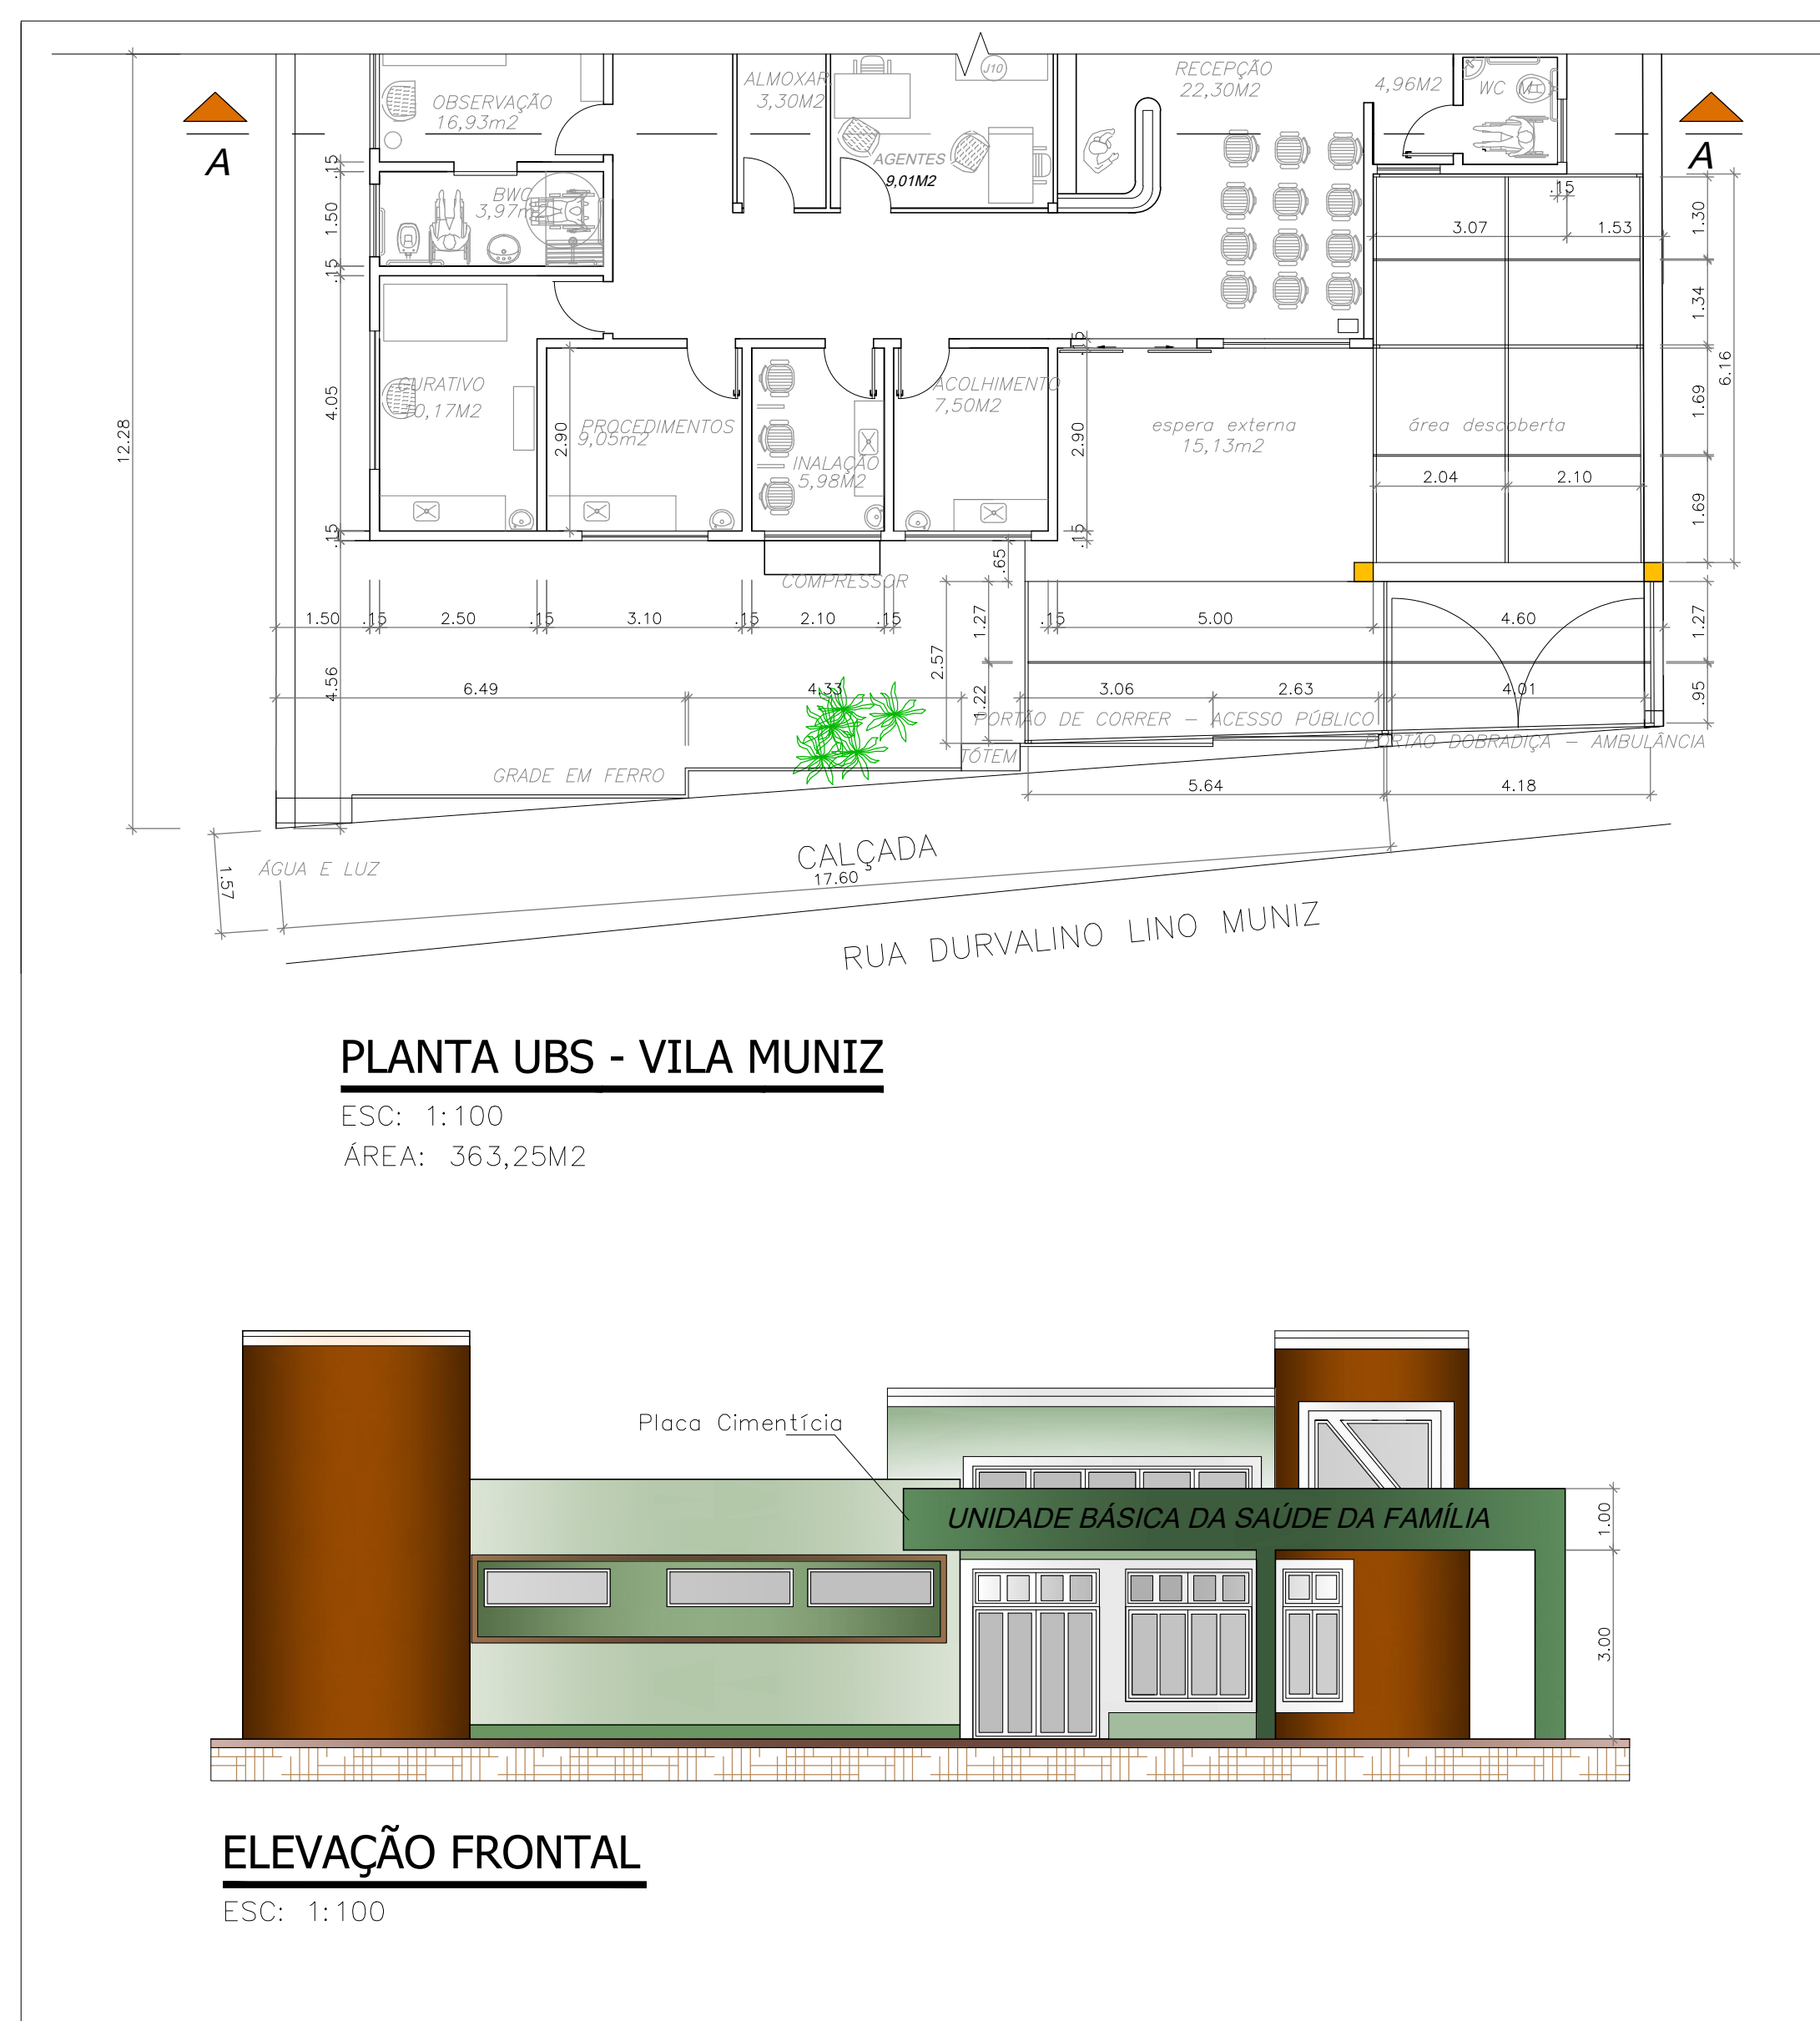 J10
ALMOXAR
3,30M2
RECEPÇÃO
22,30M2
4,96M2
WC M
OBSERVAÇÃO
16,93m2
A
A
AGENTES
9,01M2
.15
BWC
3,97m2
1.50
.15
.15
3.07
1.53
1.30
1.34
12.28
4.05
CURATIVO
10,17M2
2.90
PROCEDIMENTOS
9,05m2
INALAÇÃO
5,98M2
ACOLHIMENTO
7,50M2
.15
2.90
espera externa
15,13m2
área descoberta
1.69
6.16
2.04
2.10
1.69
.15
.15
.65
COMPRESSOR
1.50
.15
2.50
.15
3.10
.15
2.10
.15
1.27
.15
5.00
4.60
1.27
2.57
4.56
6.49
4.33
1.22
3.06
2.63
4.01
.95
PORTÃO DE CORRER – ACESSO PÚBLICO
PORTÃO DOBRADIÇA – AMBULÂNCIA
TÓTEM
GRADE EM FERRO
5.64
4.18
CALÇADA
17.60
1.57
ÁGUA E LUZ
RUA DURVALINO LINO MUNIZ
PLANTA UBS - VILA MUNIZ
ESC: 1:100
ÁREA: 363,25M2
Placa Cimentícia
UNIDADE BÁSICA DA SAÚDE DA FAMÍLIA
1.00
3.00
ELEVAÇÃO FRONTAL
ESC: 1:100